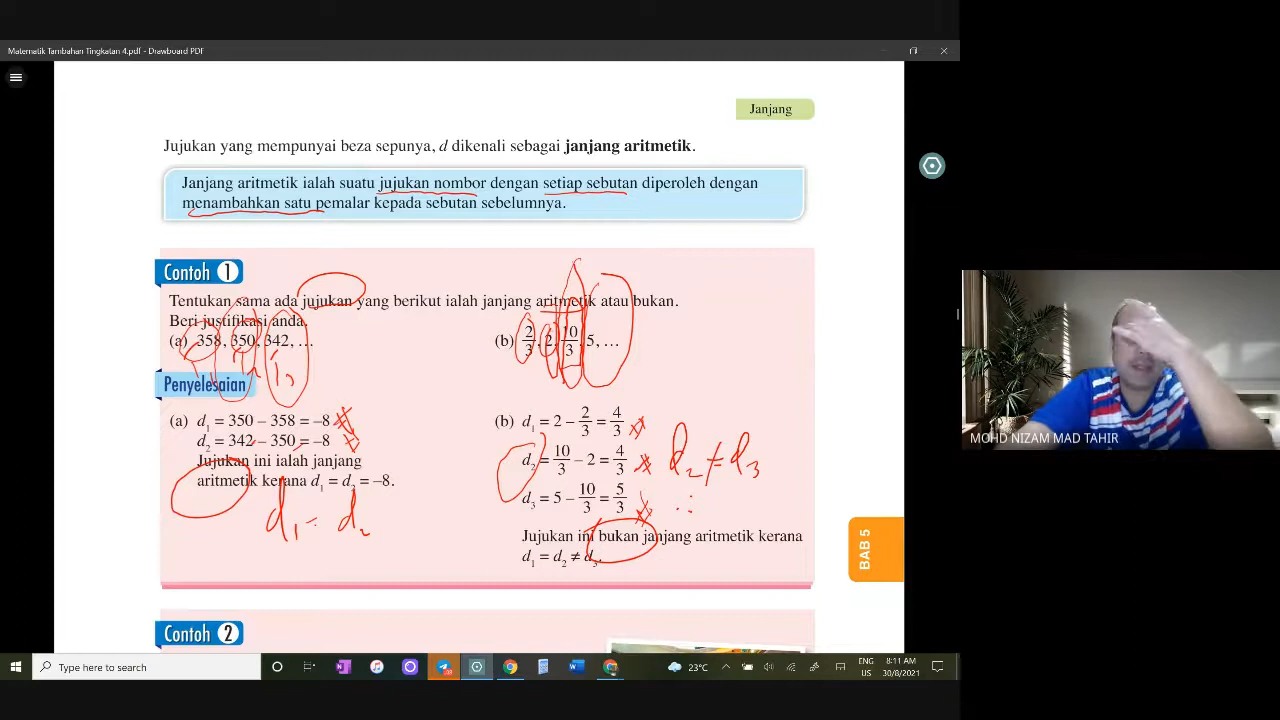 Matematik Tambahan Tingkatan 4.pdf - Drawboard PDF
Janjang
Jujukan yang mempunyai beza sepunya, d dikenali sebagai janjang aritmetik.
Janjang aritmetik ialah suatu jujukan nombor dengan setiap sebutan diperoleh dengan
menambahkan satu pemalar kepada sebutan sebelumnya.
Contoh 1
Tentukan sama ada jujukan yang berikut ialah janjang aritmetik atau bukan.
Beri justifikasi anda.
(a) 358, 350, 342, …
(b) 2/3, 2, 10/3, 5, …
Penyelesaian
(a) d₁ = 350 – 358 = –8
d₂ = 342 – 350 = –8
Jujukan ini ialah janjang
aritmetik kerana d₁ = d₂ = –8.
d₁ = d₂
(b) d₁ = 2 – 2/3 = 4/3
d₂ = 10/3 – 2 = 4/3
d₂ ≠ d₃
d₃ = 5 – 10/3 = 5/3
∴
Jujukan ini bukan janjang aritmetik kerana
d₁ = d₂ ≠ d₃.
BAB 5
Contoh 2
MOHD NIZAM MAD TAHIR
Type here to search
23°C
ENG
US
8:11 AM
30/8/2021